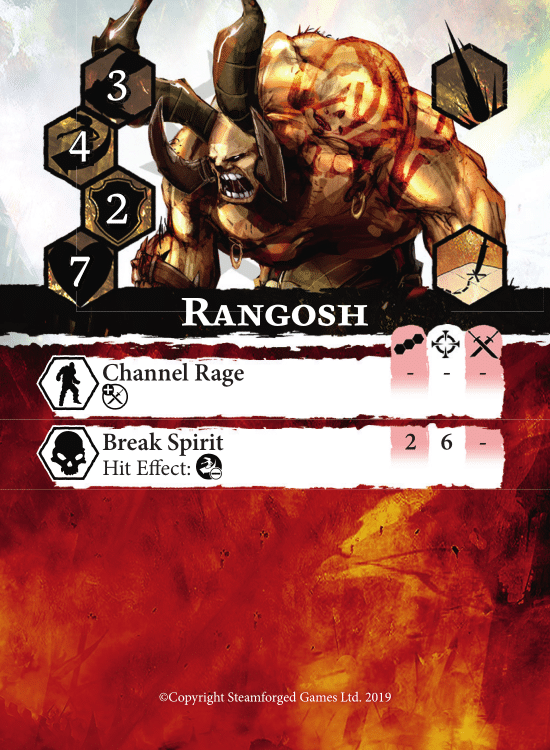 3
4
2
7
RANGOSH
Channel Rage - - -
Break Spirit 2 6 -
Hit Effect:
©Copyright Steamforged Games Ltd. 2019